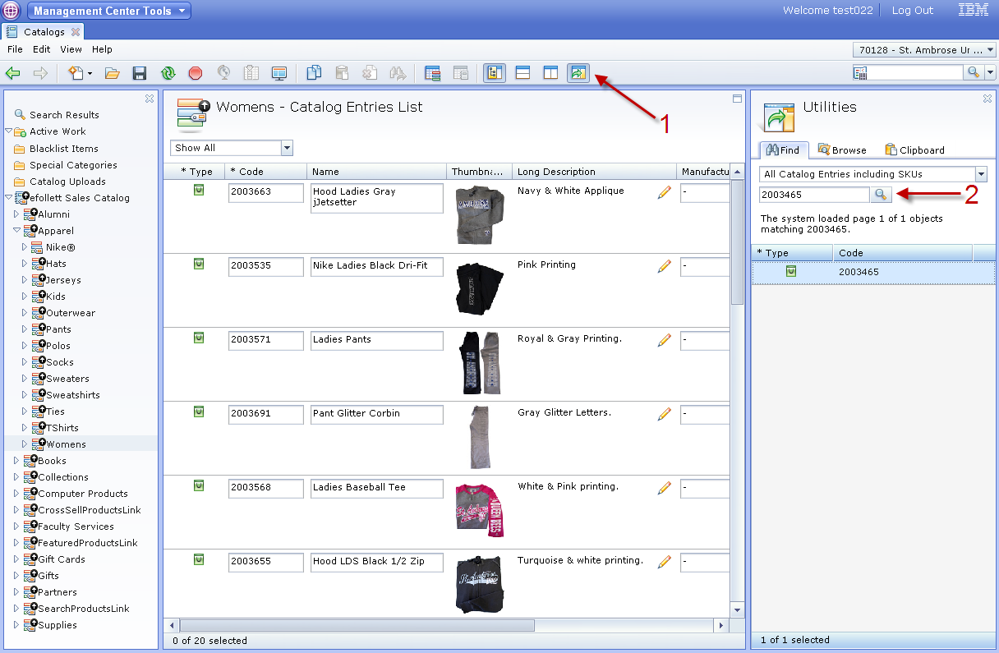 Management Center Tools
Welcome test022
Log Out
IBM
Catalogs
File Edit View Help
70128 - St. Ambrose Ur ...
1
Search Results
Active Work
Blacklist Items
Special Categories
Catalog Uploads
efollett Sales Catalog
Alumni
Apparel
Nike®
Hats
Jerseys
Kids
Outerwear
Pants
Polos
Socks
Sweaters
Sweatshirts
Ties
TShirts
Womens
Books
Collections
Computer Products
CrossSellProductsLink
Faculty Services
FeaturedProductsLink
Gift Cards
Gifts
Partners
SearchProductsLink
Supplies
Womens - Catalog Entries List
Show All
* Type * Code Name Thumbna... Long Description Manufactu
2003663 Hood Ladies Gray Navy & White Applique -
jJetsetter
2003535 Nike Ladies Black Dri-Fit Pink Printing -
2003571 Ladies Pants Royal & Gray Printing. -
2003691 Pant Glitter Corbin Gray Glitter Letters. -
2003568 Ladies Baseball Tee White & Pink printing. -
2003655 Hood LDS Black 1/2 Zip Turquoise & white printing. -
0 of 20 selected
Utilities
Find Browse Clipboard
All Catalog Entries including SKUs
2003465
2
The system loaded page 1 of 1 objects
matching 2003465.
* Type Code
2003465
1 of 1 selected